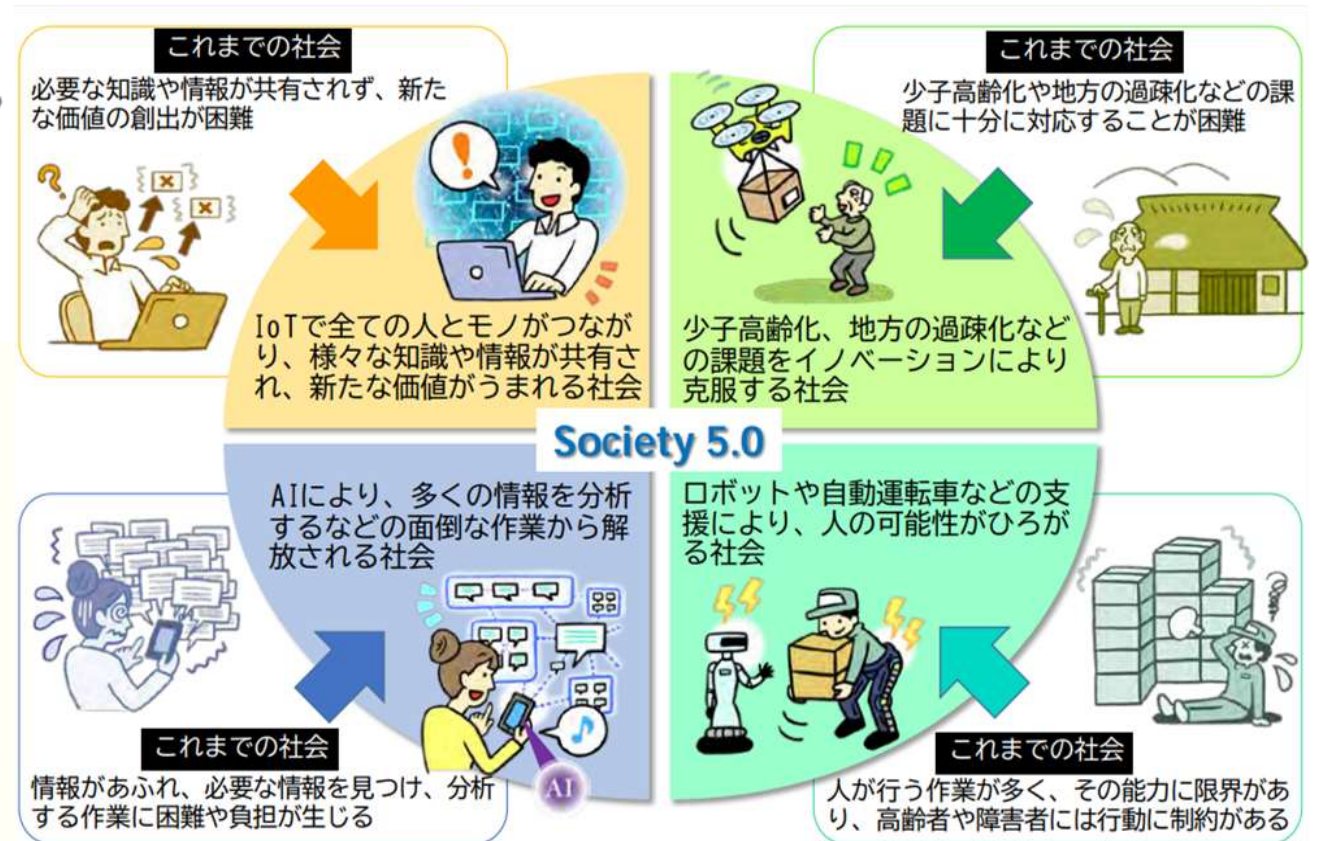 これまでの社会
必要な知識や情報が共有されず、新た
な価値の創出が困難
IoTで全ての人とモノがつなが
り、様々な知識や情報が共有さ
れ、新たな価値がうまれる社会
これまでの社会
少子高齢化や地方の過疎化などの課
題に十分に対応することが困難
少子高齢化、地方の過疎化など
の課題をイノベーションにより
克服する社会
Society 5.0
AIにより、多くの情報を分析
するなどの面倒な作業から解
放される社会
AI
これまでの社会
情報があふれ、必要な情報を見つけ、分析
する作業に困難や負担が生じる
ロボットや自動運転車などの支
援により、人の可能性がひろが
る社会
これまでの社会
人が行う作業が多く、その能力に限界があ
り、高齢者や障害者には行動に制約がある